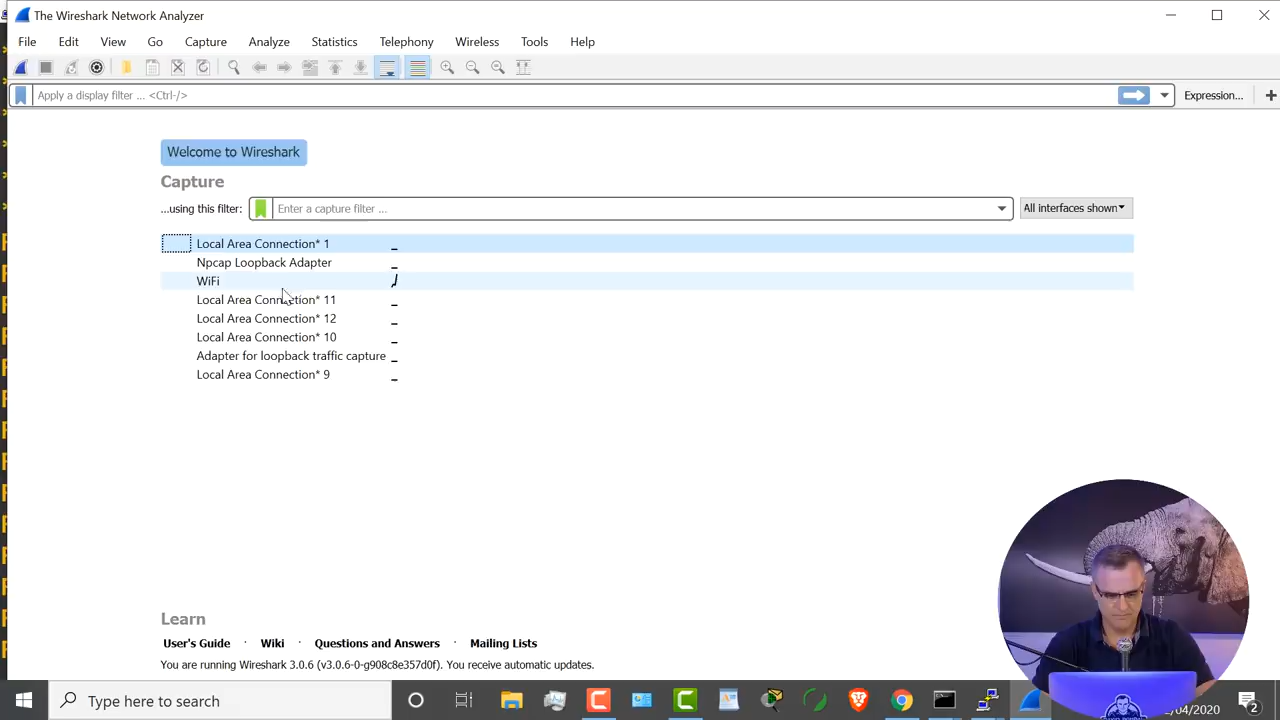 The Wireshark Network Analyzer
File Edit View Go Capture Analyze Statistics Telephony Wireless Tools Help
Apply a display filter ... <Ctrl-/> Expression... +
Welcome to Wireshark
Capture
...using this filter: Enter a capture filter ... All interfaces shown
Local Area Connection* 1
Npcap Loopback Adapter
WiFi
Local Area Connection* 11
Local Area Connection* 12
Local Area Connection* 10
Adapter for loopback traffic capture
Local Area Connection* 9
Learn
User's Guide · Wiki · Questions and Answers · Mailing Lists
You are running Wireshark 3.0.6 (v3.0.6-0-g908c8e357d0f). You receive automatic updates.
Type here to search
/04/2020 2